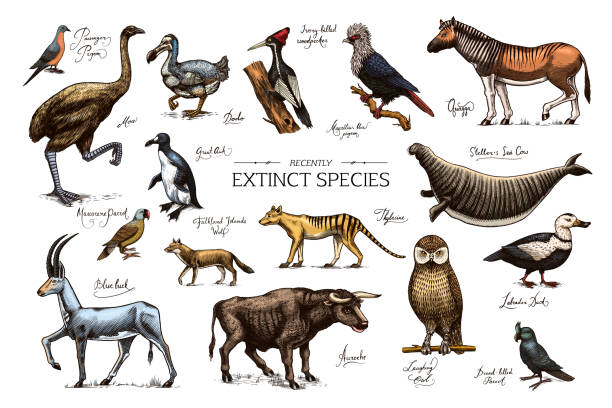 Passenger
Pigeon
Moa
Dodo
Ivory-billed
woodpecker
Mauritius blue
pigeon
Quagga
Great Auk
RECENTLY
EXTINCT SPECIES
Steller's Sea Cow
Mascarene Parrot
Falkland Islands
Wolf
Thylacine
Blue buck
Aurochs
Laughing
Owl
Labrador Duck
Broad-billed
Parrot